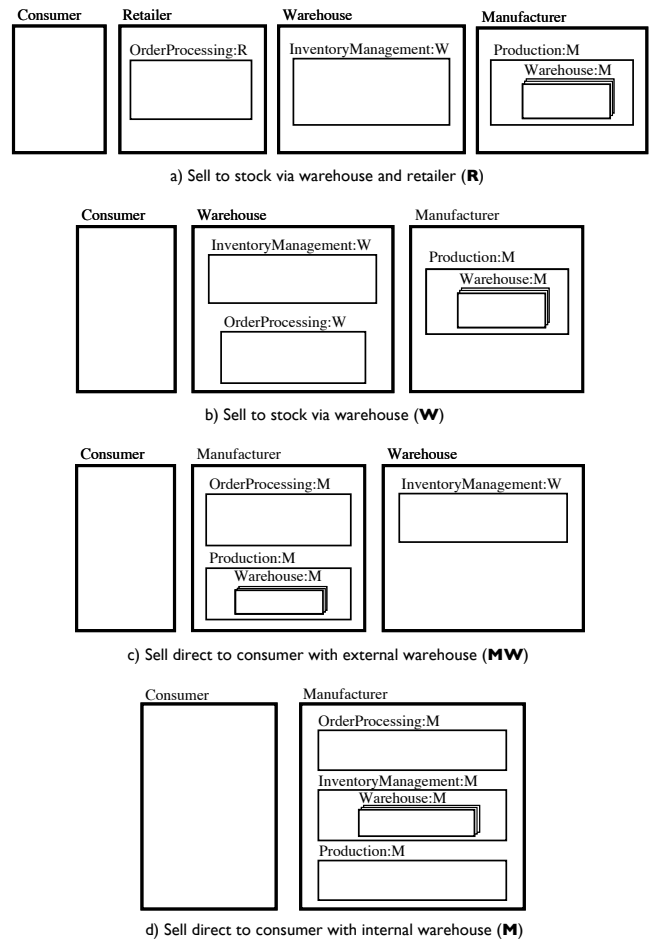 Consumer Retailer Warehouse Manufacturer
OrderProcessing:R InventoryManagement:W Production:M
Warehouse:M
a) Sell to stock via warehouse and retailer (R)
Consumer Warehouse Manufacturer
InventoryManagement:W Production:M
Warehouse:M
OrderProcessing:W
b) Sell to stock via warehouse (W)
Consumer Manufacturer Warehouse
OrderProcessing:M InventoryManagement:W
Production:M
Warehouse:M
c) Sell direct to consumer with external warehouse (MW)
Consumer Manufacturer
OrderProcessing:M
InventoryManagement:M
Warehouse:M
Production:M
d) Sell direct to consumer with internal warehouse (M)